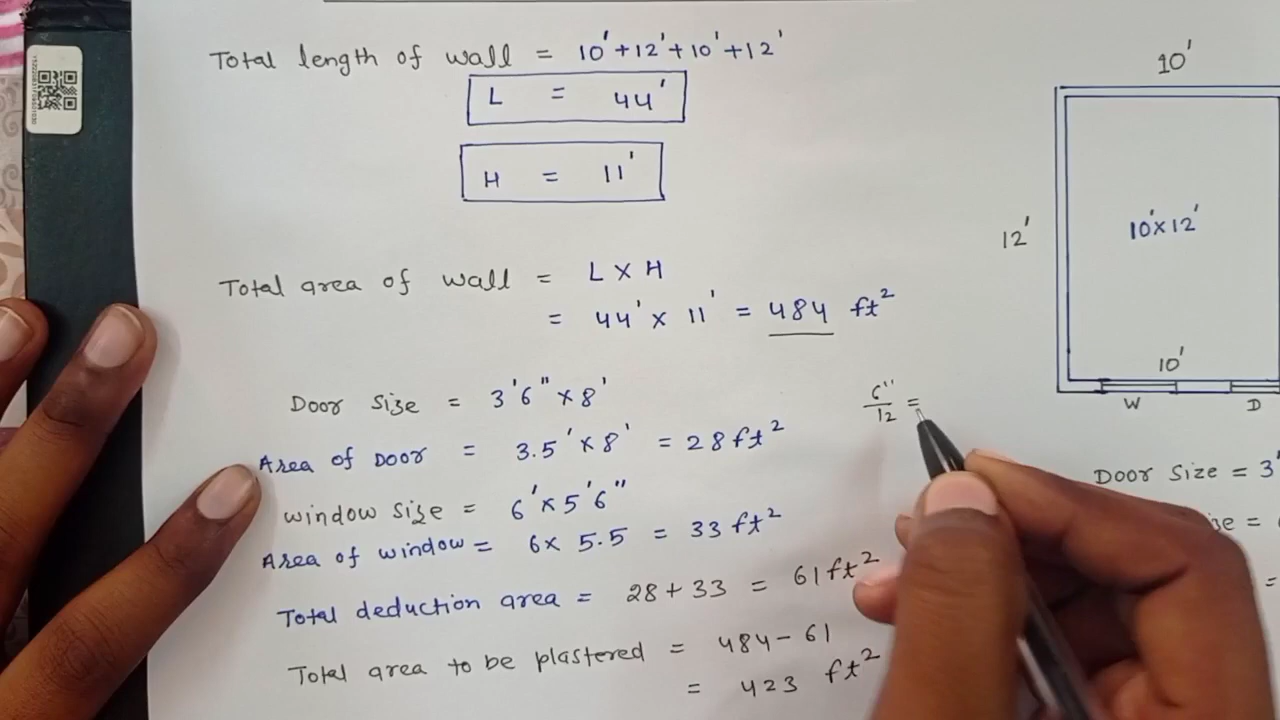 Total length of wall = 10'+12'+10'+12'
L = 44'
H = 11'
Total area of wall = L X H
= 44' x 11' = 484 ft²
Door Size = 3'6" x 8'
Area of Door = 3.5' x 8' = 28 ft²
window size = 6' x 5'6"
Area of window = 6 x 5.5 = 33 ft²
Total deduction area = 28 + 33 = 61 ft²
Total area to be plastered = 484 - 61
= 423 ft²
6"/12 =
10'
12'
10'x12'
10'
W D
Door Size = 3'
ze =
=